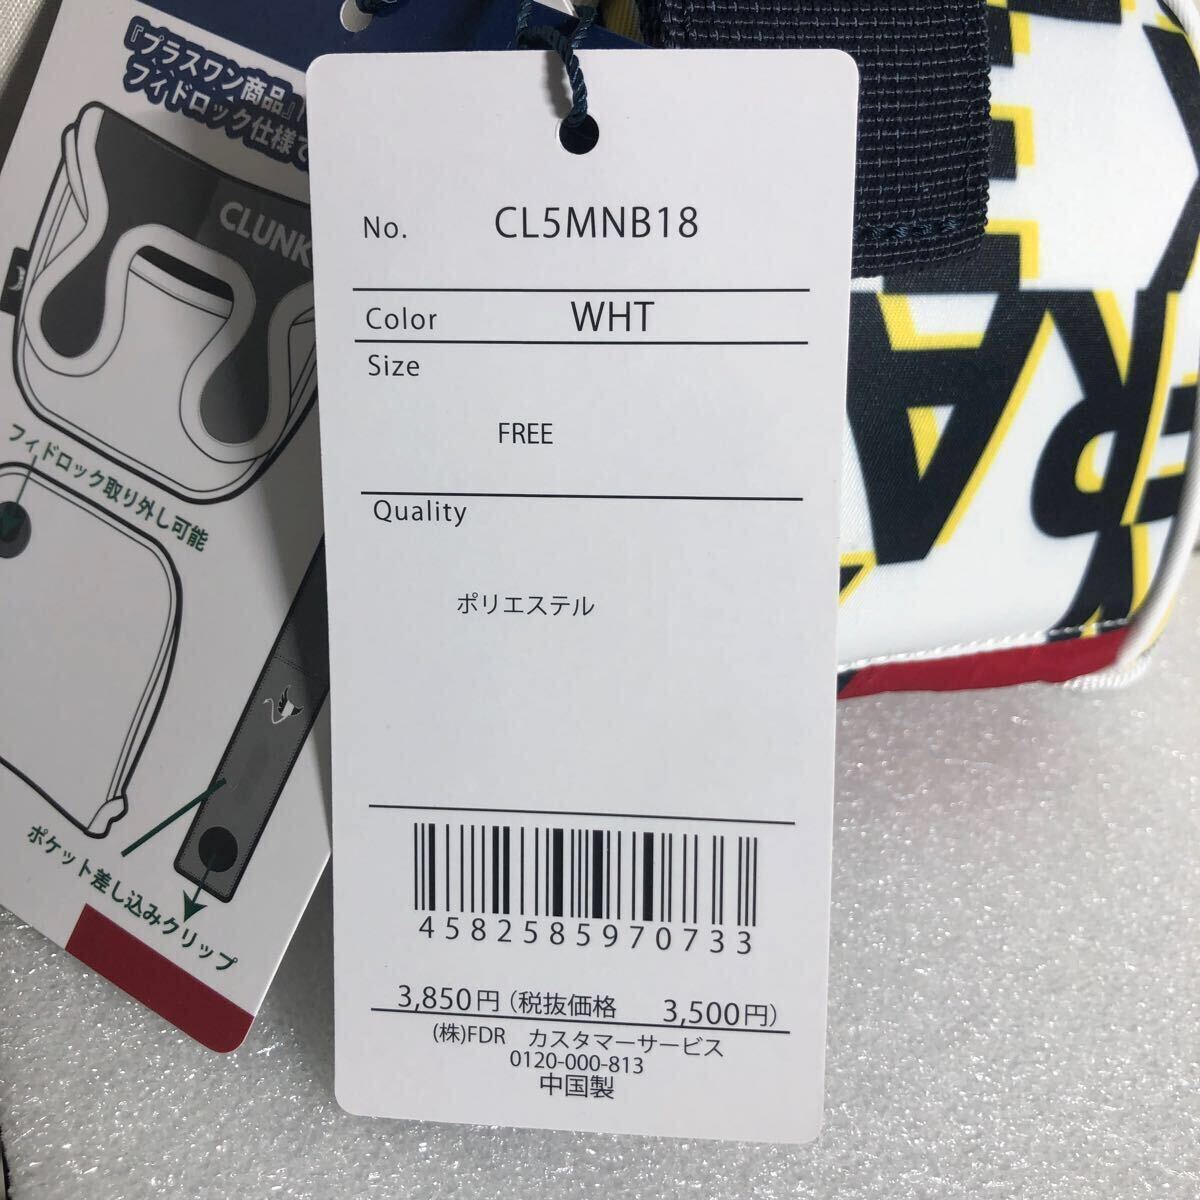 『プラスワン商品』
フィドロック仕様で
CLUNK
フィドロック取り外し可能
ポケット差し込みクリップ
No. CL5MNB18
Color WHT
Size
FREE
Quality
ポリエステル
4582585970733
3,850円（税抜価格 3,500円）
(株)FDR カスタマーサービス
0120-000-813
中国製